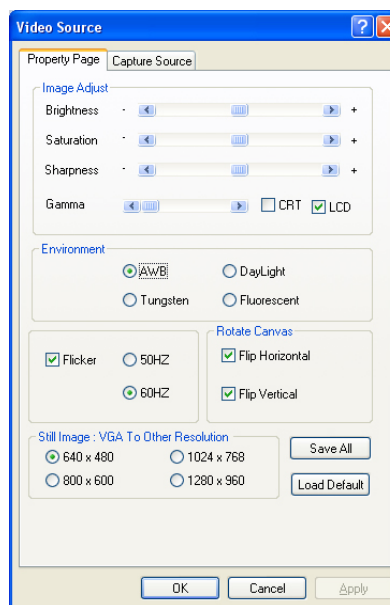 Video Source
Property Page Capture Source
Image Adjust
Brightness - +
Saturation - +
Sharpness - +
Gamma CRT LCD
Environment
AWB DayLight
Tungsten Fluorescent
Rotate Canvas
Flicker 50HZ Flip Horizontal
60HZ Flip Vertical
Still Image : VGA To Other Resolution
640 x 480 1024 x 768 Save All
800 x 600 1280 x 960 Load Default
OK Cancel Apply